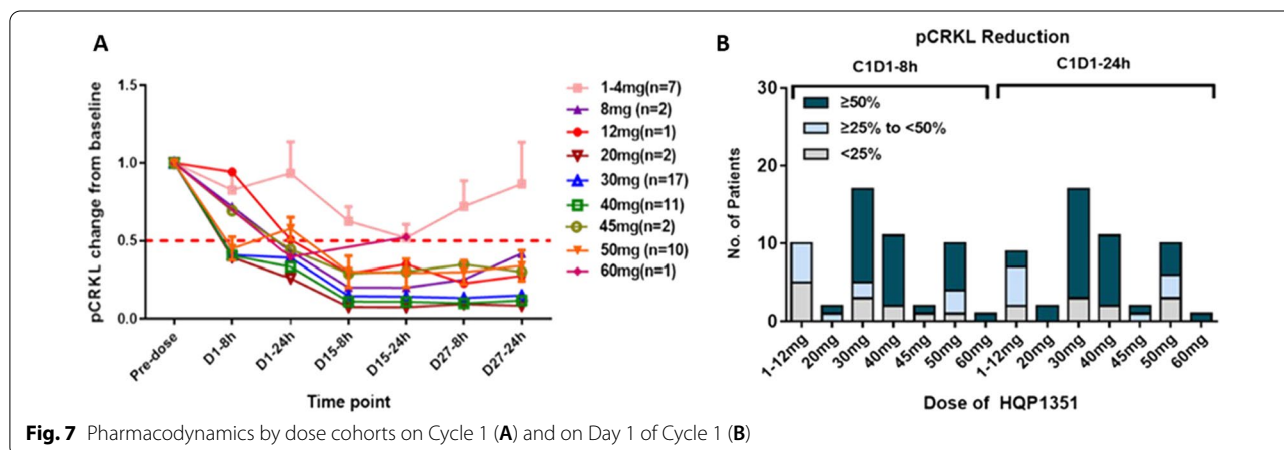 A
pCRKL change from baseline
1.5
1.0
0.5
0.0
Pre-dose
D1-8h
D1-24h
D15-8h
D15-24h
D27-8h
D27-24h
Time point
1-4mg(n=7)
8mg (n=2)
12mg(n=1)
20mg(n=2)
30mg (n=17)
40mg(n=11)
45mg(n=2)
50mg (n=10)
60mg(n=1)
B
pCRKL Reduction
C1D1-8h
C1D1-24h
No. of Patients
30
20
10
0
≥50%
≥25% to <50%
<25%
1-12mg
20mg
30mg
40mg
45mg
50mg
60mg
1-12mg
20mg
30mg
40mg
45mg
50mg
60mg
Dose of HQP1351
Fig. 7 Pharmacodynamics by dose cohorts on Cycle 1 (A) and on Day 1 of Cycle 1 (B)